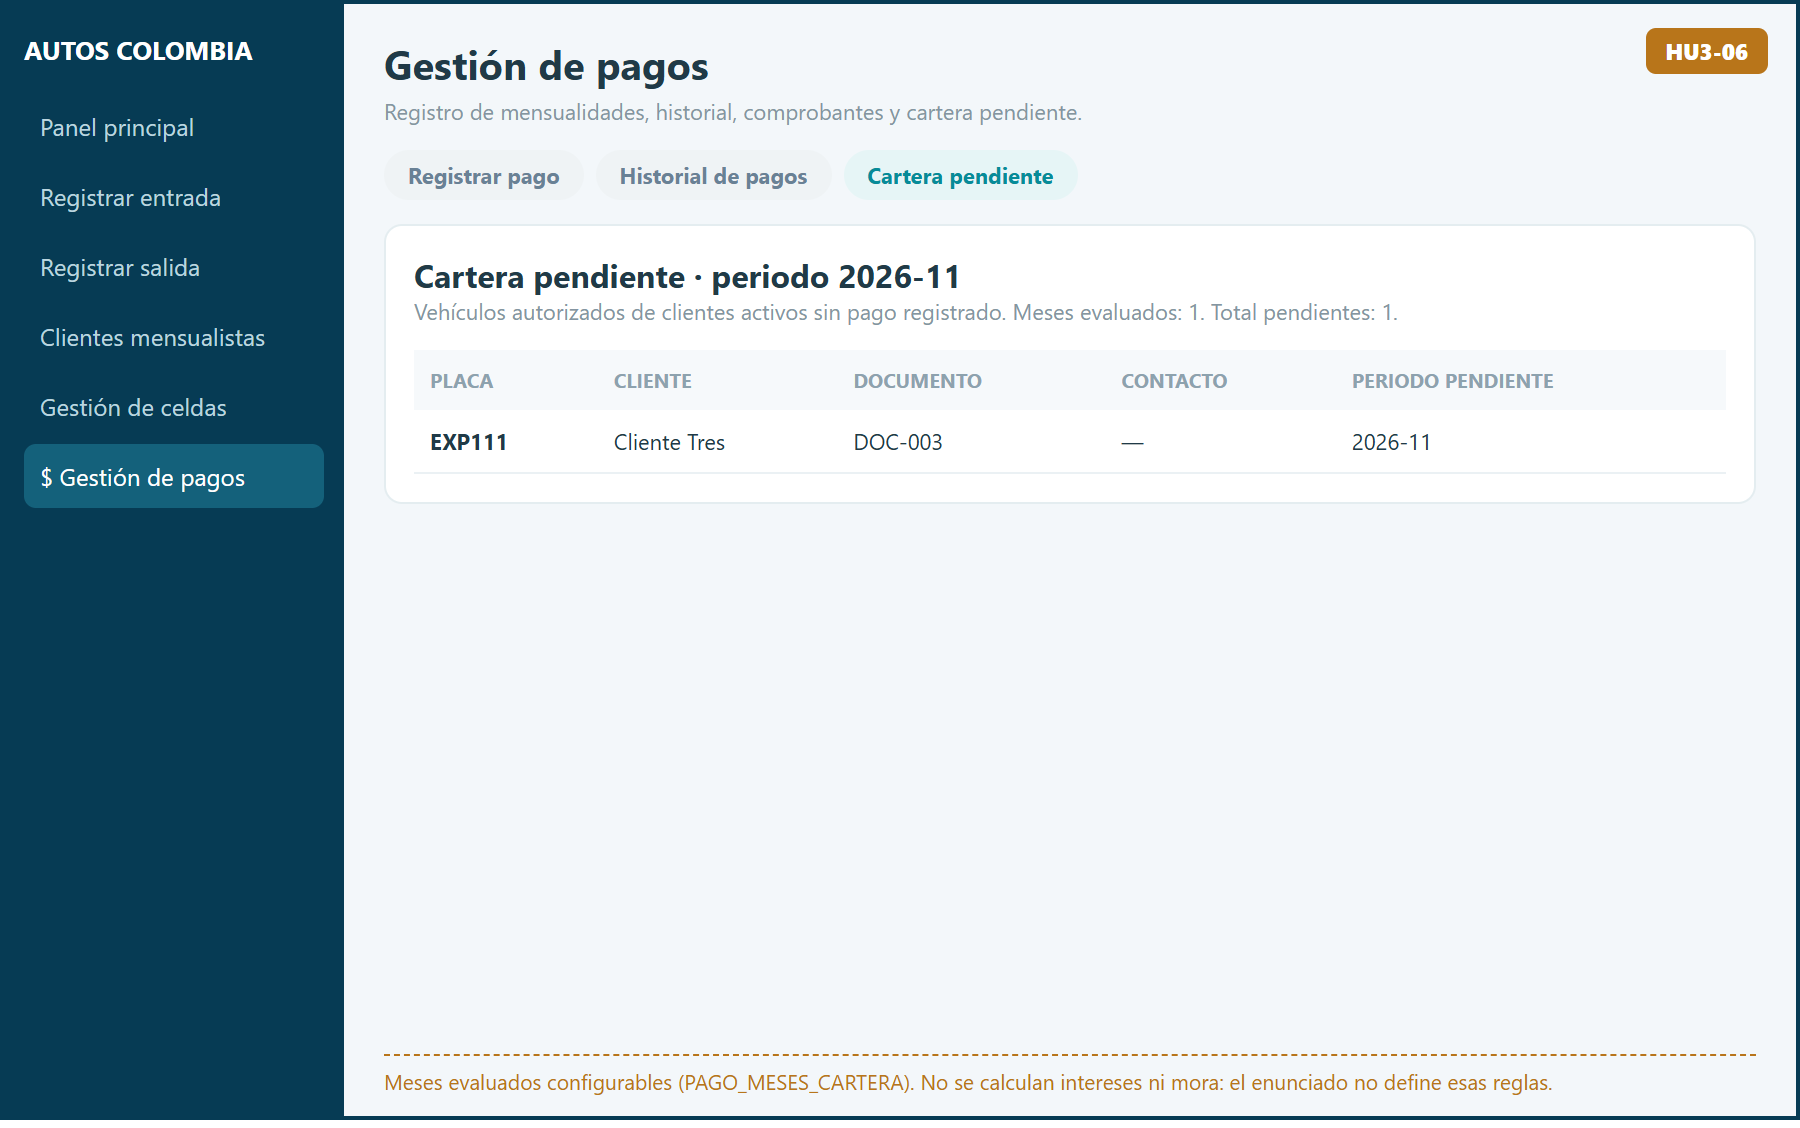 AUTOS COLOMBIA
Panel principal
Registrar entrada
Registrar salida
Clientes mensualistas
Gestión de celdas
$ Gestión de pagos
Gestión de pagos
HU3-06
Registro de mensualidades, historial, comprobantes y cartera pendiente.
Registrar pago Historial de pagos Cartera pendiente
Cartera pendiente · periodo 2026-11
Vehículos autorizados de clientes activos sin pago registrado. Meses evaluados: 1. Total pendientes: 1.
PLACA CLIENTE DOCUMENTO CONTACTO PERIODO PENDIENTE
EXP111 Cliente Tres DOC-003 — 2026-11
Meses evaluados configurables (PAGO_MESES_CARTERA). No se calculan intereses ni mora: el enunciado no define esas reglas.